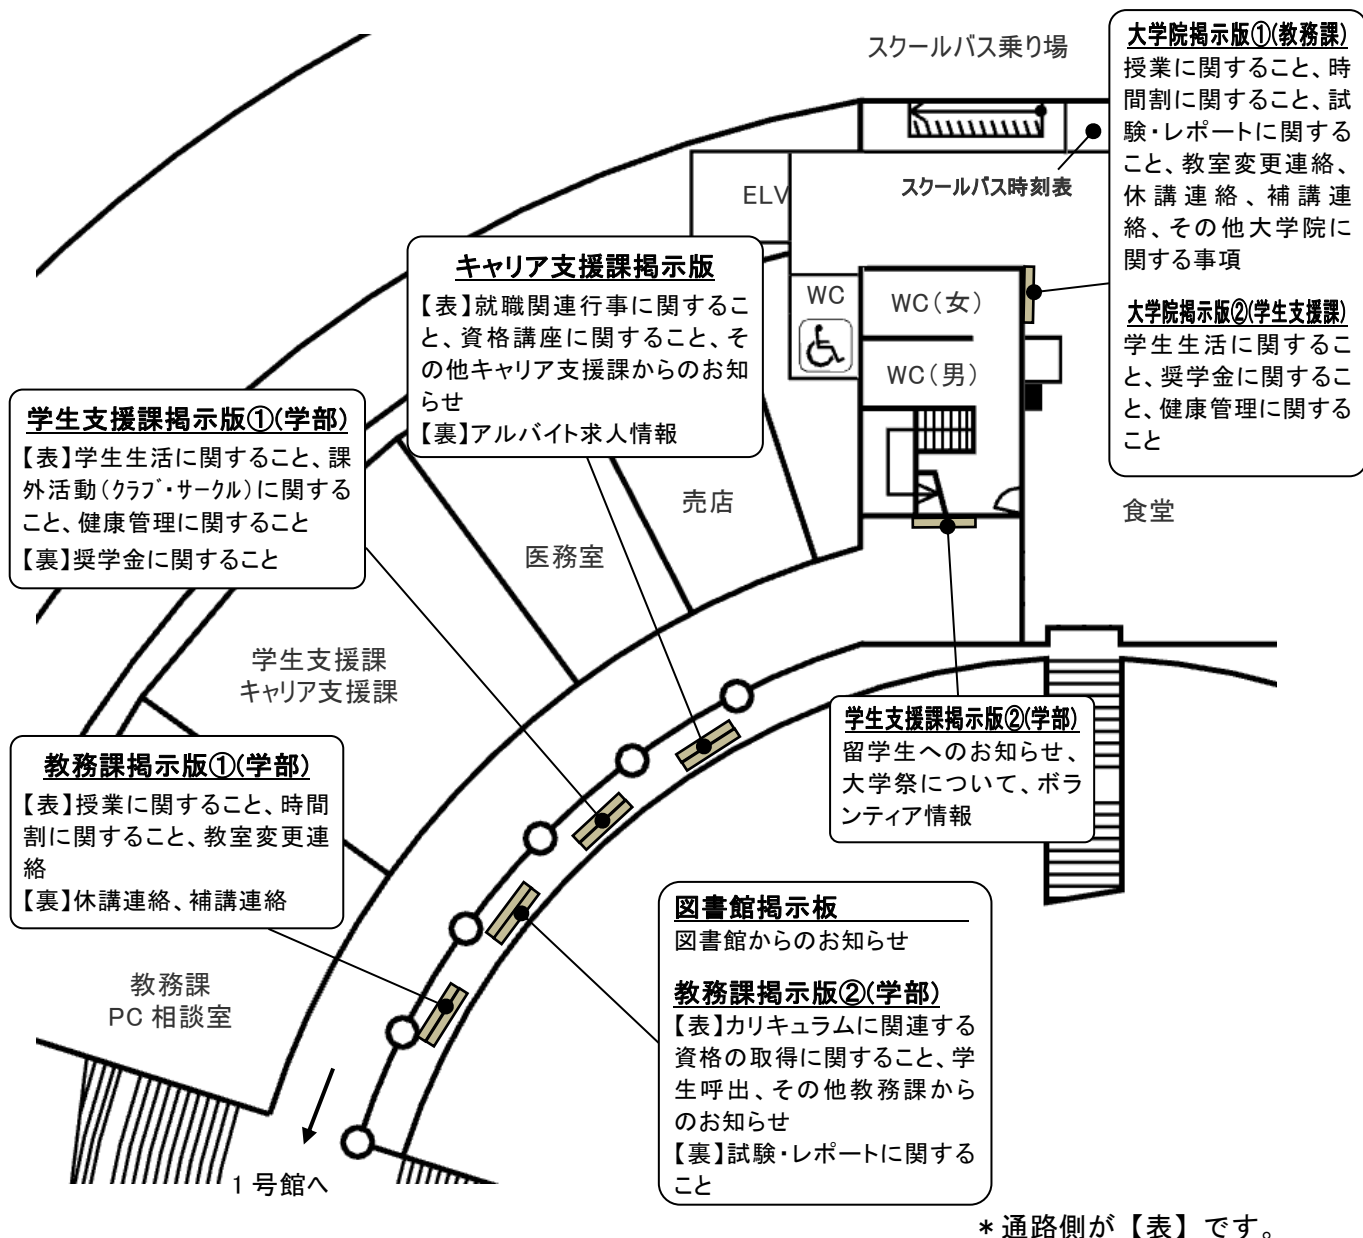 スクールバス乗り場
スクールバス時刻表
ELV
WC
WC(女)
WC(男)
食堂
売店
医務室
学生支援課
キャリア支援課
教務課
PC 相談室
1 号館へ
大学院掲示版①(教務課)
授業に関すること、時
間割に関すること、試
験・レポートに関する
こと、教室変更連絡、
休講連絡、補講連
絡、その他大学院に
関する事項
大学院掲示版②(学生支援課)
学生生活に関するこ
と、奨学金に関するこ
と、健康管理に関する
こと
キャリア支援課掲示版
【表】就職関連行事に関するこ
と、資格講座に関すること、そ
の他キャリア支援課からのお知
らせ
【裏】アルバイト求人情報
学生支援課掲示版①(学部)
【表】学生生活に関すること、課
外活動(クラブ・サークル)に関する
こと、健康管理に関すること
【裏】奨学金に関すること
教務課掲示版①(学部)
【表】授業に関すること、時間
割に関すること、教室変更連
絡
【裏】休講連絡、補講連絡
学生支援課掲示版②(学部)
留学生へのお知らせ、
大学祭について、ボラ
ンティア情報
図書館掲示板
図書館からのお知らせ
教務課掲示版②(学部)
【表】カリキュラムに関連する
資格の取得に関すること、学
生呼出、その他教務課から
のお知らせ
【裏】試験・レポートに関する
こと
＊通路側が【表】です。